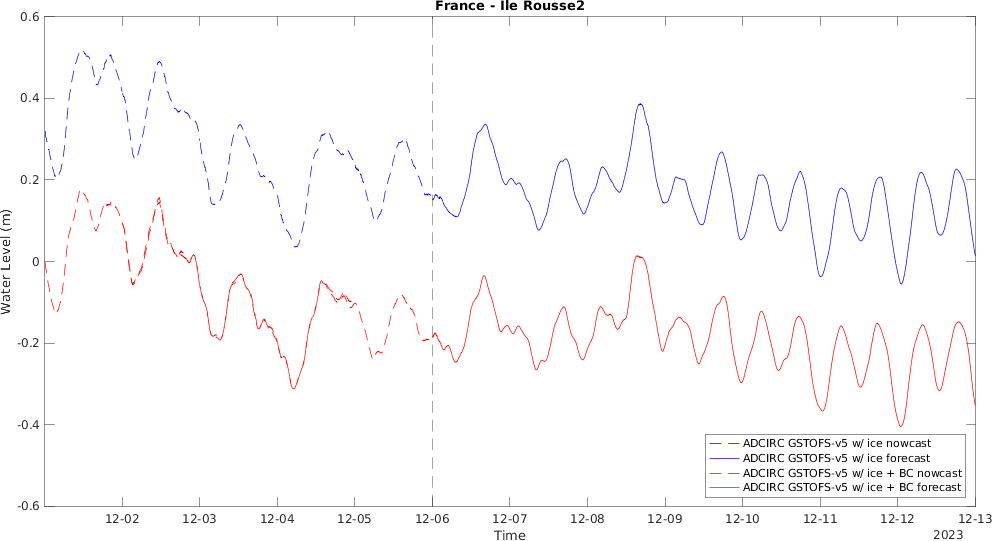 France - Ile Rousse2
Water Level (m)
0.6
0.4
0.2
0
-0.2
-0.4
-0.6
ADCIRC GSTOFS-v5 w/ ice nowcast
ADCIRC GSTOFS-v5 w/ ice forecast
ADCIRC GSTOFS-v5 w/ ice + BC nowcast
ADCIRC GSTOFS-v5 w/ ice + BC forecast
12-02 12-03 12-04 12-05 12-06 12-07 12-08 12-09 12-10 12-11 12-12 12-13
Time
2023